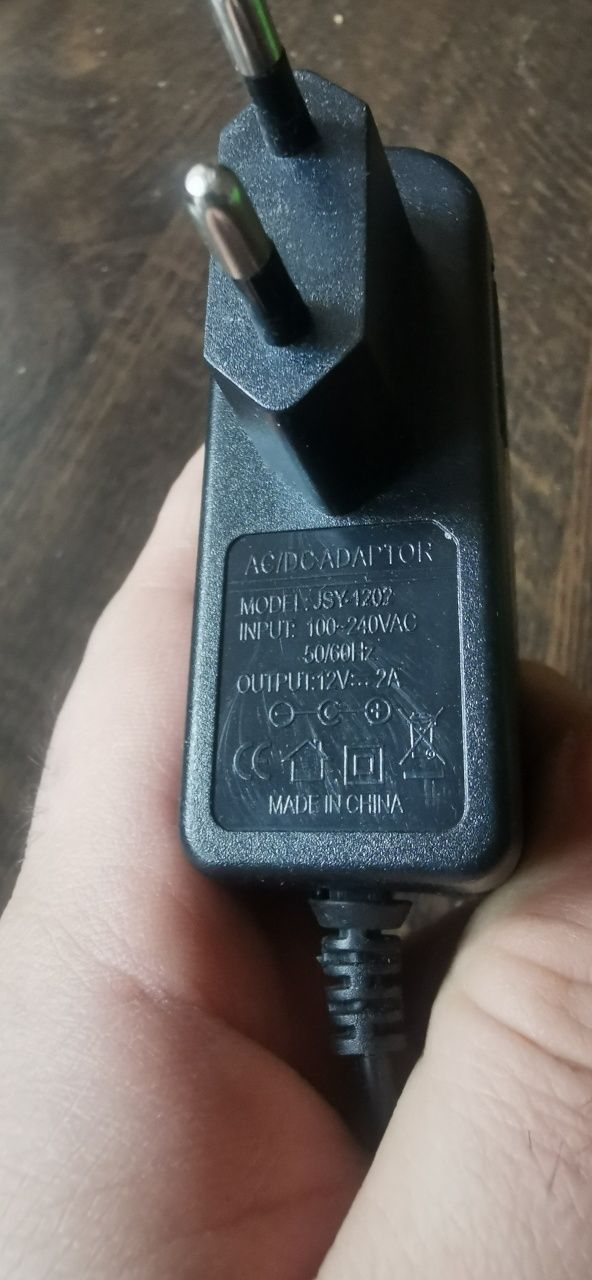 AC/DC ADAPTOR
MODEL: JSY-1202
INPUT: 100-240VAC
50/60Hz
OUTPUT:12V⎓2A
CE
MADE IN CHINA